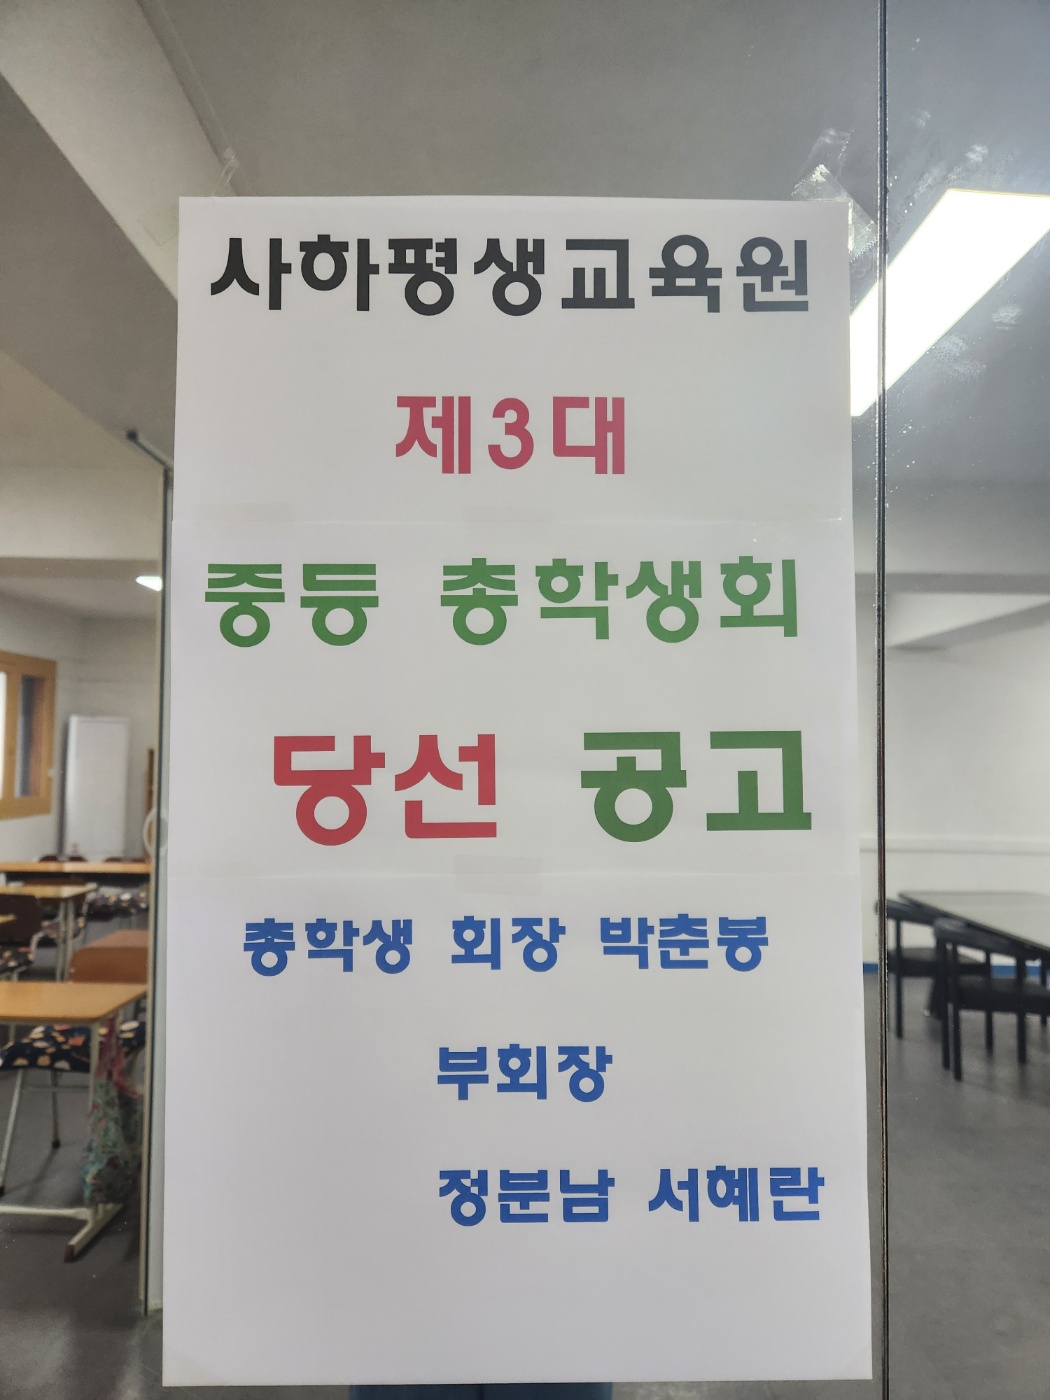 사하평생교육원
제3대
중등 총학생회
당선 공고
총학생 회장 박춘봉
부회장
정분남 서혜란